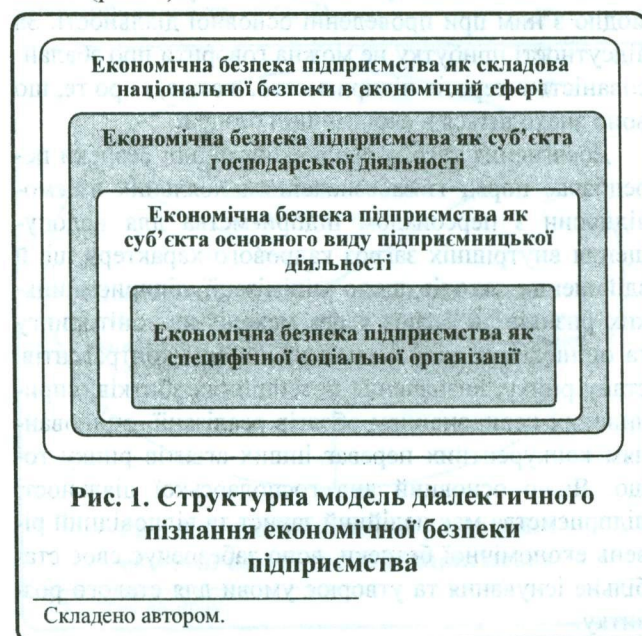 Економічна безпека підприємства як складова
національної безпеки в економічній сфері
Економічна безпека підприємства як суб’єкта
господарської діяльності
Економічна безпека підприємства як
суб’єкта основного виду підприємницької
діяльності
Економічна безпека підприємства як
специфічної соціальної організації
Рис. 1. Структурна модель діалектичного
пізнання економічної безпеки
підприємства
Складено автором.